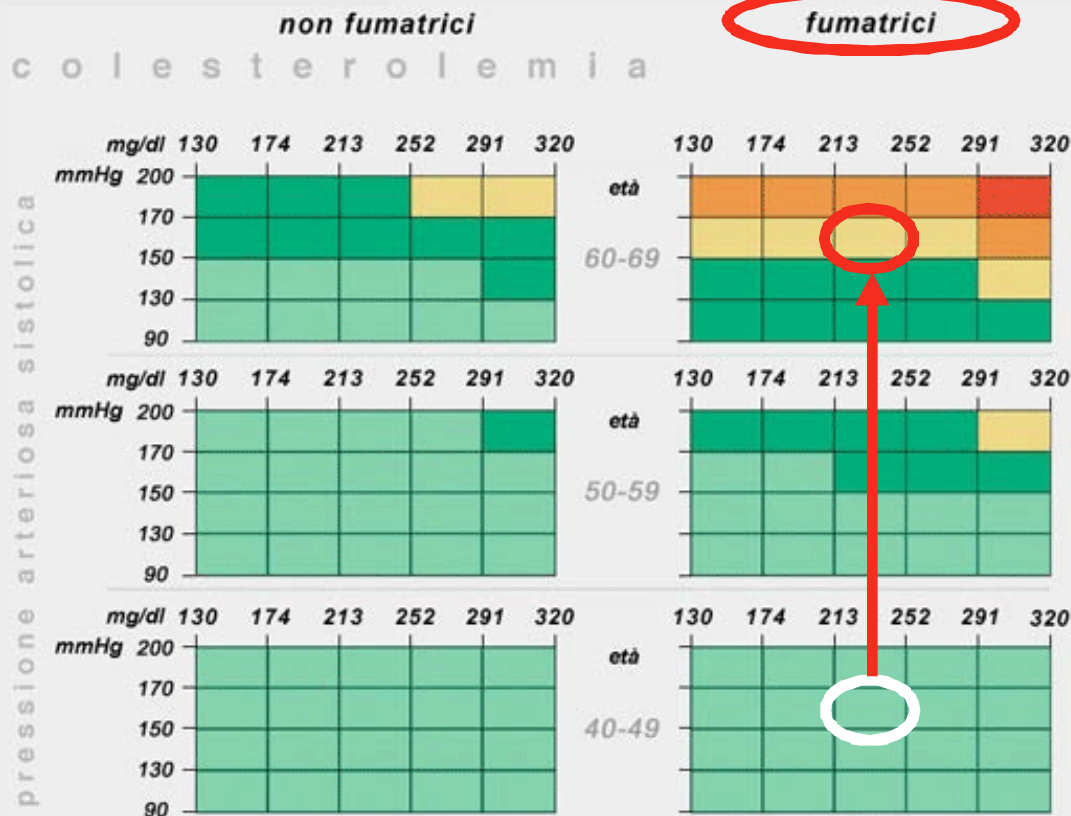 non fumatrici fumatrici
colesterolemia
mg/dl 130 174 213 252 291 320 130 174 213 252 291 320
mmHg 200 età
170
150 60-69
130
90
mg/dl 130 174 213 252 291 320 130 174 213 252 291 320
mmHg 200 età
170
150 50-59
130
90
mg/dl 130 174 213 252 291 320 130 174 213 252 291 320
mmHg 200 età
170
150 40-49
130
90
pressione arteriosa sistolica